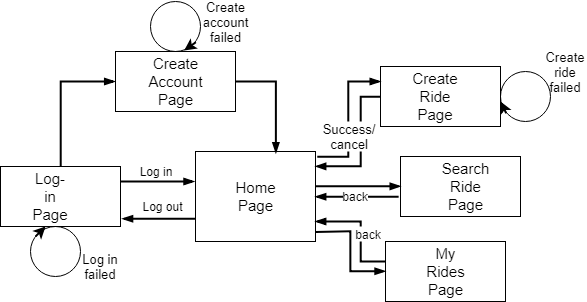 Create
account
failed
Create
Account
Page
Create
Ride
Page
Create
ride
failed
Success/
cancel
Log-
in
Page
Log in
Log out
Home
Page
Search
Ride
Page
back
back
My
Rides
Page
Log in
failed